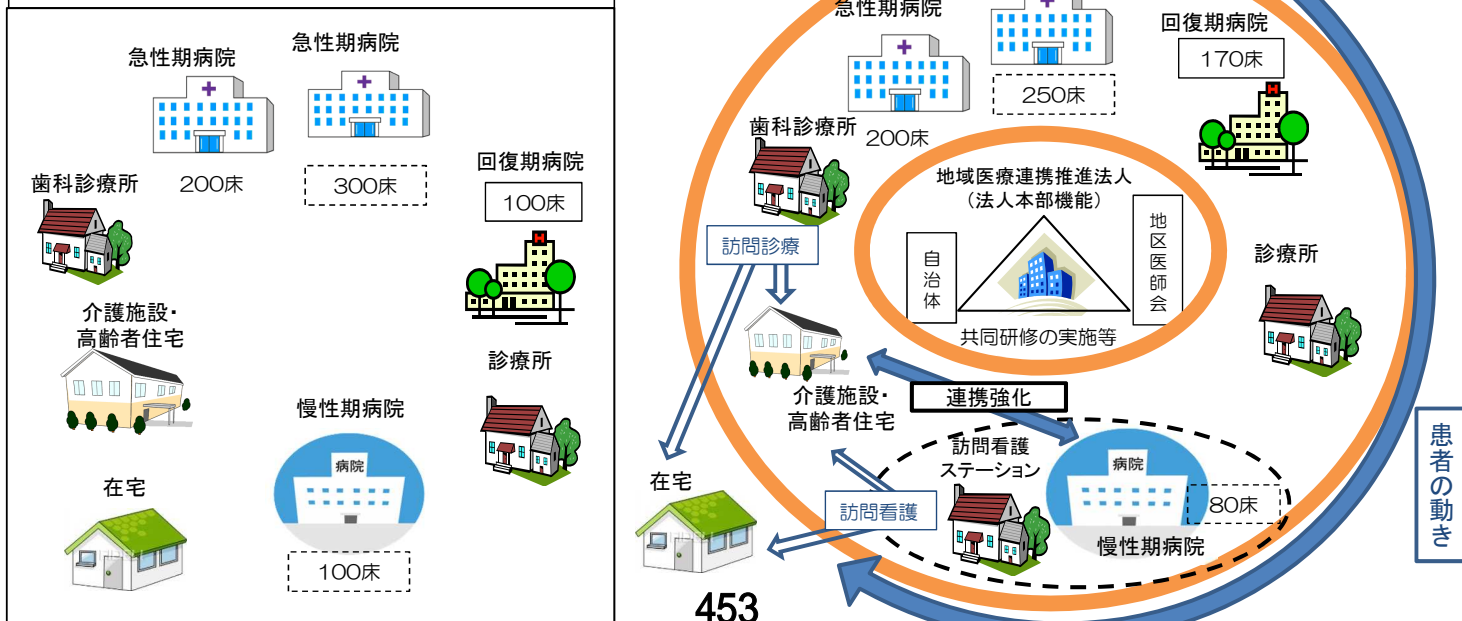 急性期病院
急性期病院
200床
300床
歯科診療所
回復期病院
100床
介護施設・
高齢者住宅
診療所
慢性期病院
病院
100床
在宅
急性期病院
200床
250床
回復期病院
170床
歯科診療所
地域医療連携推進法人
(法人本部機能)
自治体
地区医師会
共同研修の実施等
診療所
訪問診療
介護施設・
高齢者住宅
連携強化
訪問看護
ステーション
病院
80床
慢性期病院
訪問看護
在宅
患者の動き
453